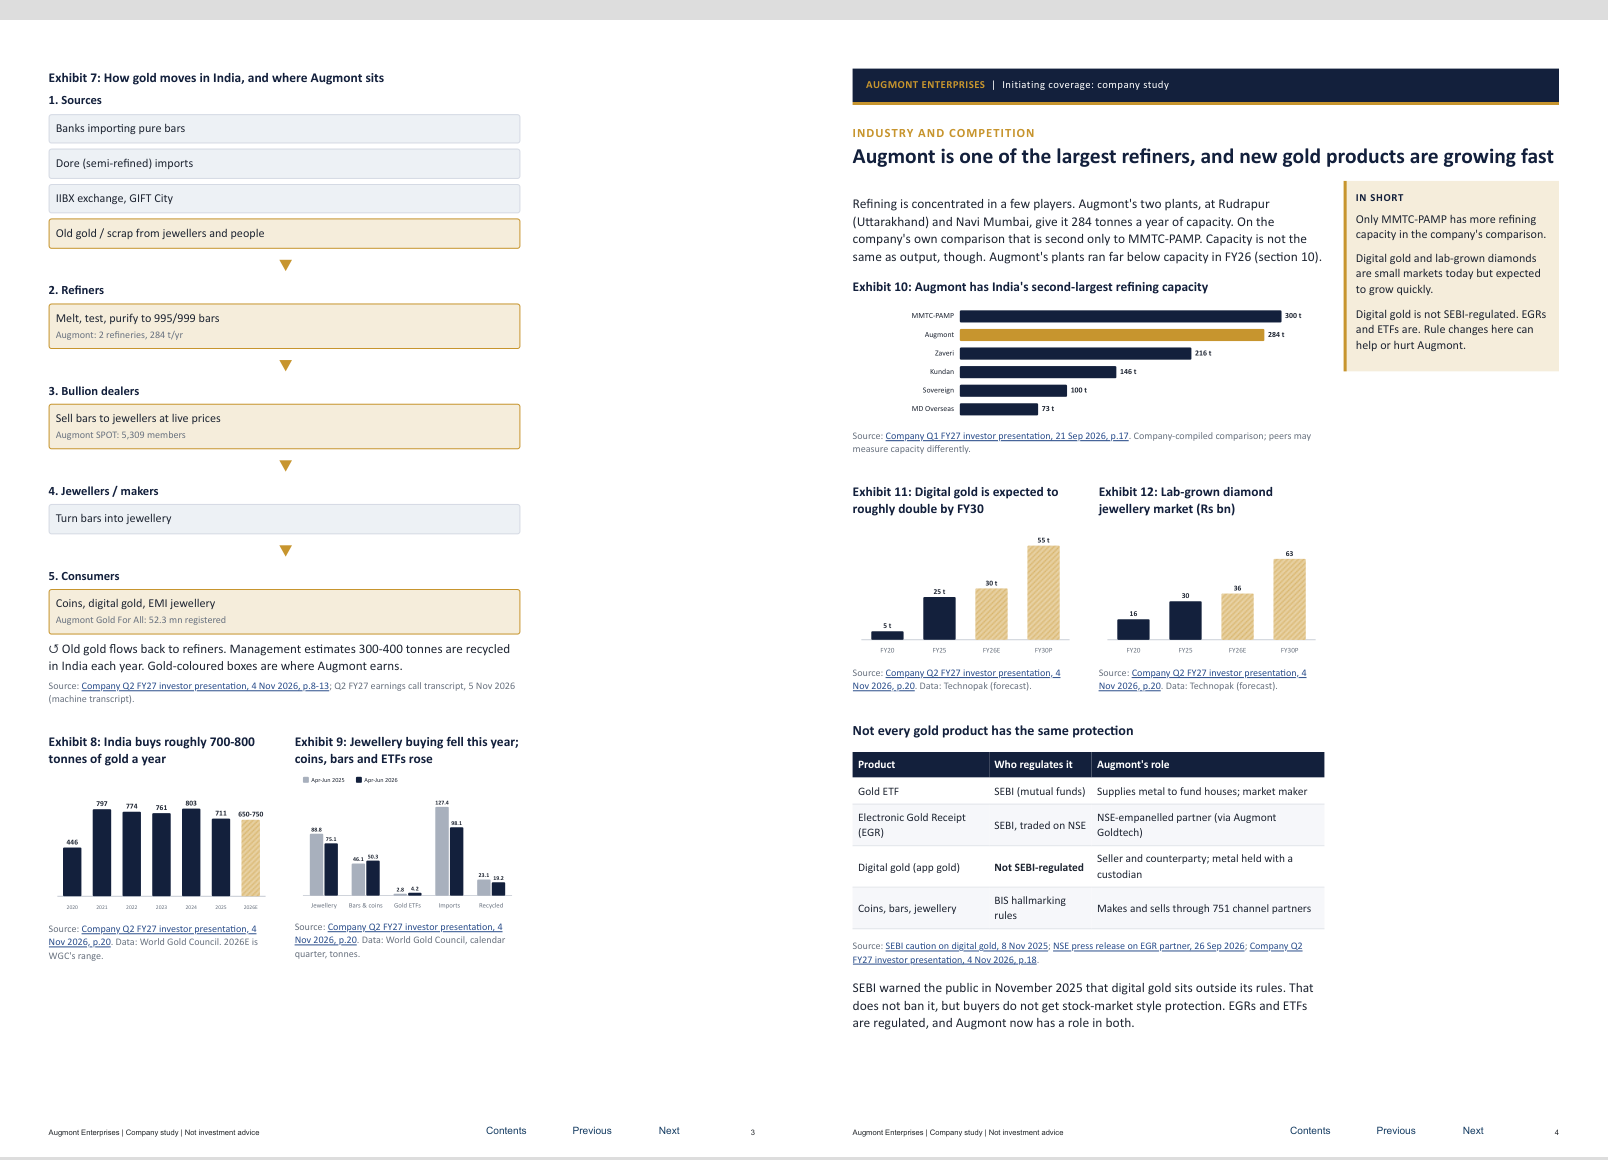 Exhibit 7: How gold moves in India, and where Augmont sits
1. Sources
Banks importing pure bars
Dore (semi-refined) imports
IIBX exchange, GIFT City
Old gold / scrap from jewellers and people
2. Refiners
Melt, test, purify to 995/999 bars
Augmont: 2 refineries, 284 t/yr
3. Bullion dealers
Sell bars to jewellers at live prices
Augmont SPOT: 5,309 members
4. Jewellers / makers
Turn bars into jewellery
5. Consumers
Coins, digital gold, EMI jewellery
Augmont Gold For All: 52.3 mn registered
↺ Old gold flows back to refiners. Management estimates 300-400 tonnes are recycled
in India each year. Gold-coloured boxes are where Augmont earns.
Source: Company Q2 FY27 investor presentation, 4 Nov 2026, p.8-13; Q2 FY27 earnings call transcript, 5 Nov 2026
(machine transcript).
Exhibit 8: India buys roughly 700-800
tonnes of gold a year
446
797
774
761
803
711
650-750
2020
2021
2022
2023
2024
2025
2026E
Source: Company Q2 FY27 investor presentation, 4
Nov 2026, p.20. Data: World Gold Council. 2026E is
WGC's range.
Exhibit 9: Jewellery buying fell this year;
coins, bars and ETFs rose
Apr-Jun 2025
Apr-Jun 2026
88.8
75.1
46.1
50.3
2.8
4.2
127.4
98.1
23.1
19.2
Jewellery
Bars & coins
Gold ETFs
Imports
Recycled
Source: Company Q2 FY27 investor presentation, 4
Nov 2026, p.20. Data: World Gold Council, calendar
quarter, tonnes.
Augmont Enterprises | Company study | Not investment advice
Contents
Previous
Next
3
AUGMONT ENTERPRISES | Initiating coverage: company study
INDUSTRY AND COMPETITION
Augmont is one of the largest refiners, and new gold products are growing fast
Refining is concentrated in a few players. Augmont's two plants, at Rudrapur
(Uttarakhand) and Navi Mumbai, give it 284 tonnes a year of capacity. On the
company's own comparison that is second only to MMTC-PAMP. Capacity is not the
same as output, though. Augmont's plants ran far below capacity in FY26 (section 10).
IN SHORT
Only MMTC-PAMP has more refining
capacity in the company's comparison.
Digital gold and lab-grown diamonds
are small markets today but expected
to grow quickly.
Digital gold is not SEBI-regulated. EGRs
and ETFs are. Rule changes here can
help or hurt Augmont.
Exhibit 10: Augmont has India's second-largest refining capacity
MMTC-PAMP 300 t
Augmont 284 t
Zaveri 216 t
Kundan 146 t
Sovereign 100 t
MD Overseas 73 t
Source: Company Q1 FY27 investor presentation, 21 Sep 2026, p.17. Company-compiled comparison; peers may
measure capacity differently.
Exhibit 11: Digital gold is expected to
roughly double by FY30
5 t
25 t
30 t
55 t
FY20
FY25
FY26E
FY30P
Source: Company Q2 FY27 investor presentation, 4
Nov 2026, p.20. Data: Technopak (forecast).
Exhibit 12: Lab-grown diamond
jewellery market (Rs bn)
16
30
36
63
FY20
FY25
FY26E
FY30P
Source: Company Q2 FY27 investor presentation, 4
Nov 2026, p.20. Data: Technopak (forecast).
Not every gold product has the same protection
Product Who regulates it Augmont's role
Gold ETF SEBI (mutual funds) Supplies metal to fund houses; market maker
Electronic Gold Receipt
(EGR)
SEBI, traded on NSE
NSE-empanelled partner (via Augmont
Goldtech)
Digital gold (app gold)
Not SEBI-regulated
Seller and counterparty; metal held with a
custodian
Coins, bars, jewellery
BIS hallmarking
rules
Makes and sells through 751 channel partners
Source: SEBI caution on digital gold, 8 Nov 2025; NSE press release on EGR partner, 26 Sep 2026; Company Q2
FY27 investor presentation, 4 Nov 2026, p.18.
SEBI warned the public in November 2025 that digital gold sits outside its rules. That
does not ban it, but buyers do not get stock-market style protection. EGRs and ETFs
are regulated, and Augmont now has a role in both.
Augmont Enterprises | Company study | Not investment advice
Contents
Previous
Next
4